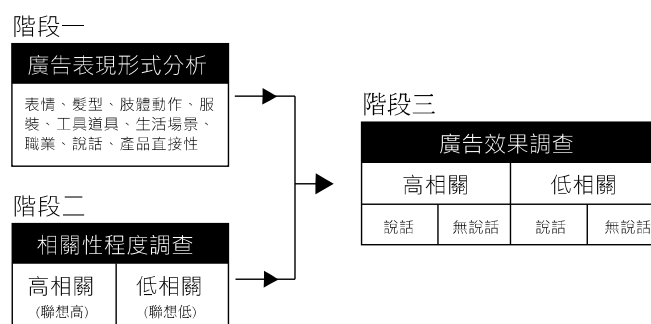 階段一
廣告表現形式分析
表情、髮型、肢體動作、服
裝、工具道具、生活場景、
職業、說話、產品直接性
階段二
相關性程度調查
高相關 低相關
(聯想高) (聯想低)
階段三
廣告效果調查
高相關 低相關
說話 無說話 說話 無說話